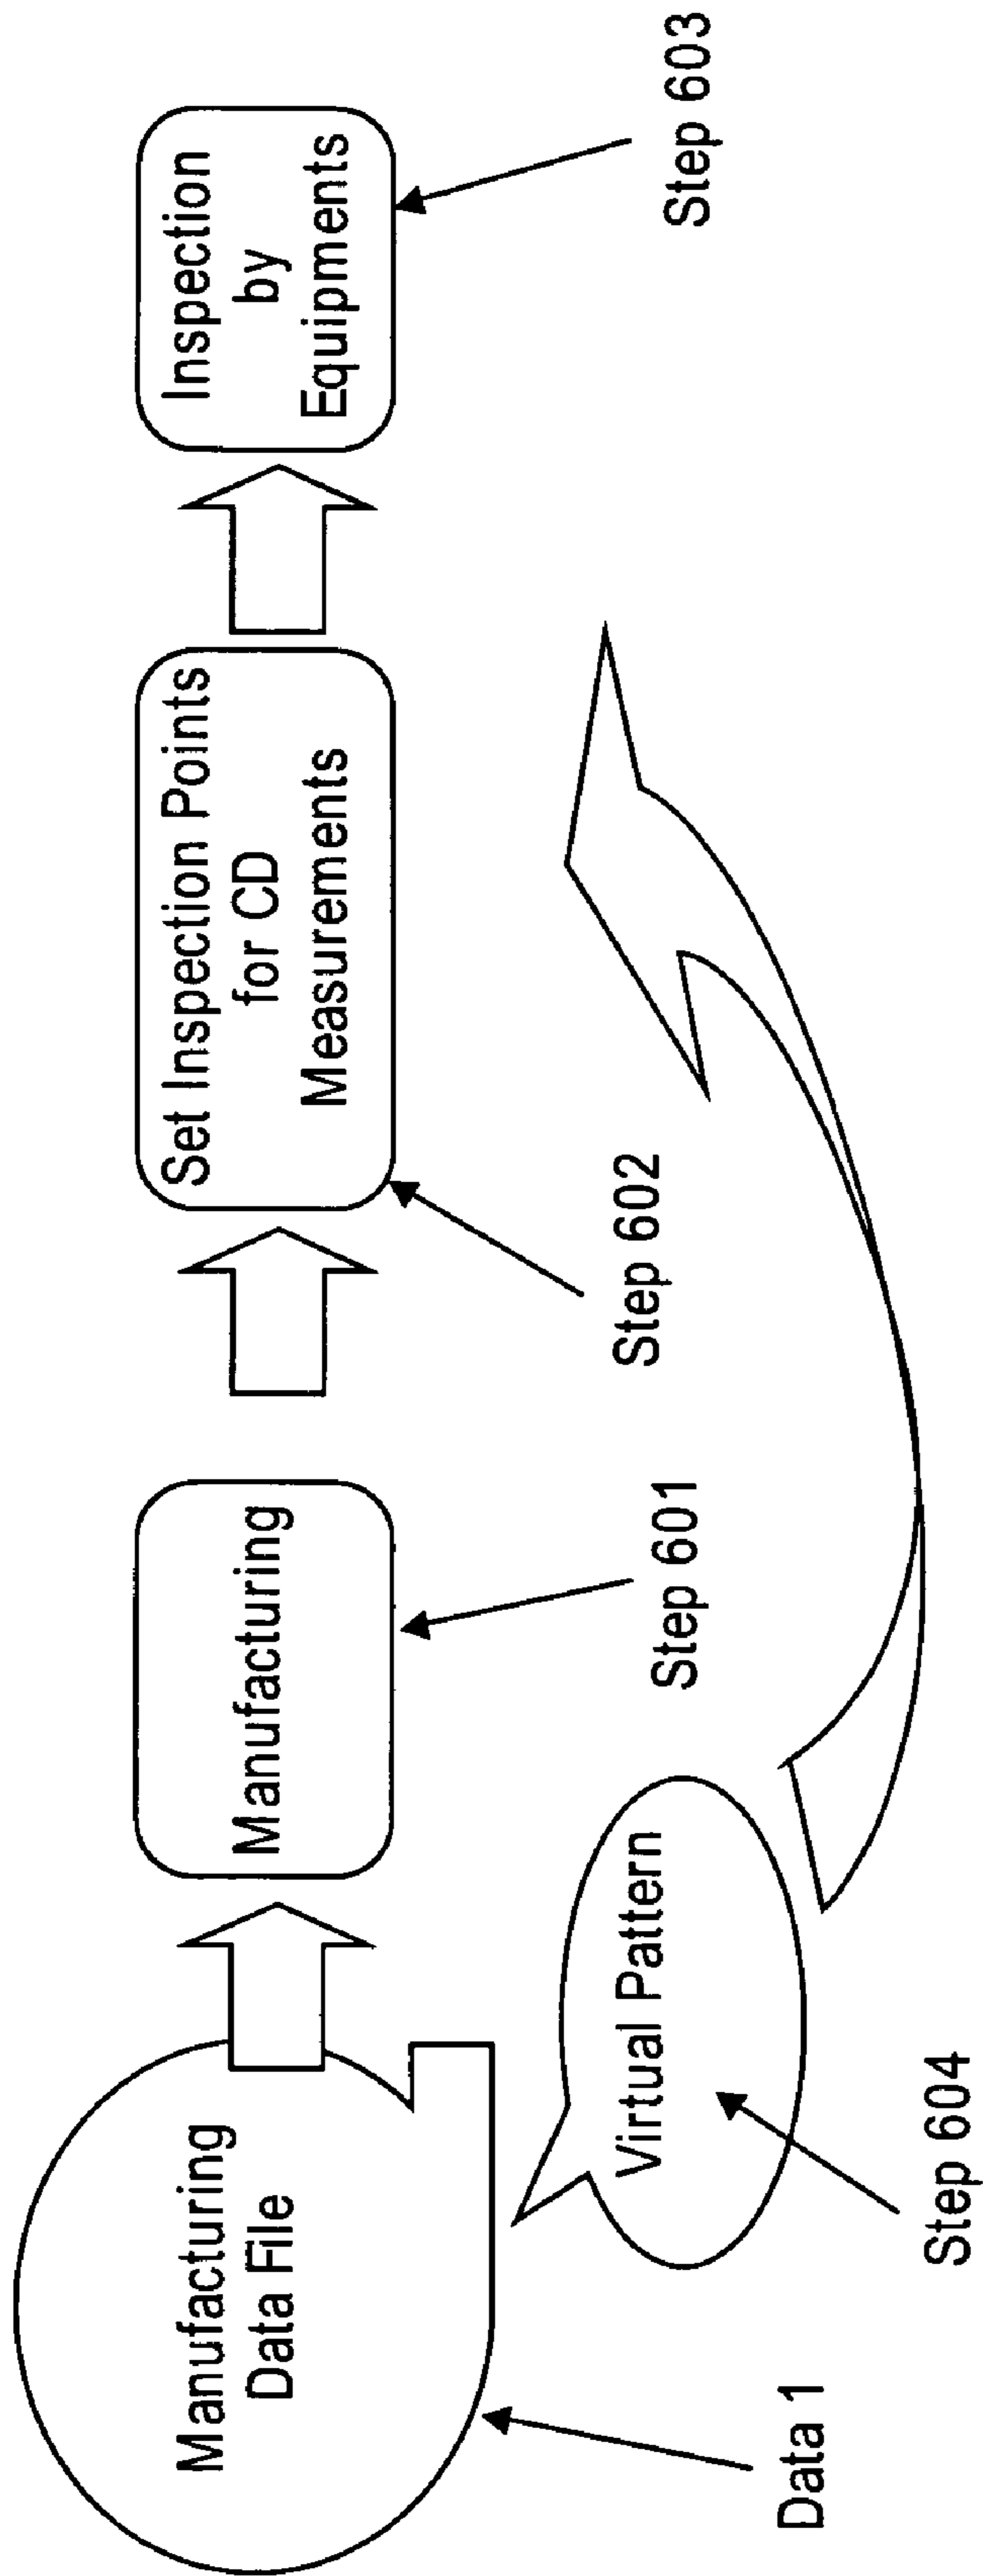 Manufacturing
Data File
Manufacturing
Set Inspection Points
for CD
Measurements
Inspection
by
Equipments
Data 1
Virtual Pattern
Step 604
Step 601
Step 602
Step 603